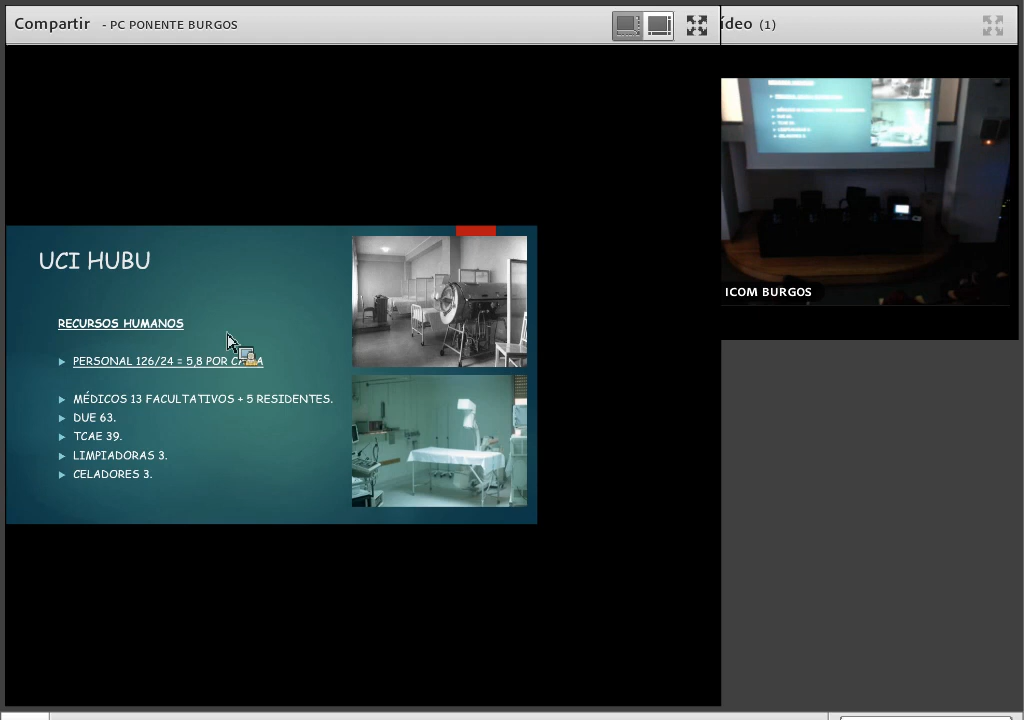 Compartir - PC PONENTE BURGOS
ídeo (1)
UCI HUBU
RECURSOS HUMANOS
PERSONAL 126/24 = 5,8 POR
MÉDICOS 13 FACULTATIVOS + 5 RESIDENTES.
DUE 63.
TCAE 39.
LIMPIADORAS 3.
CELADORES 3.
ICOM BURGOS